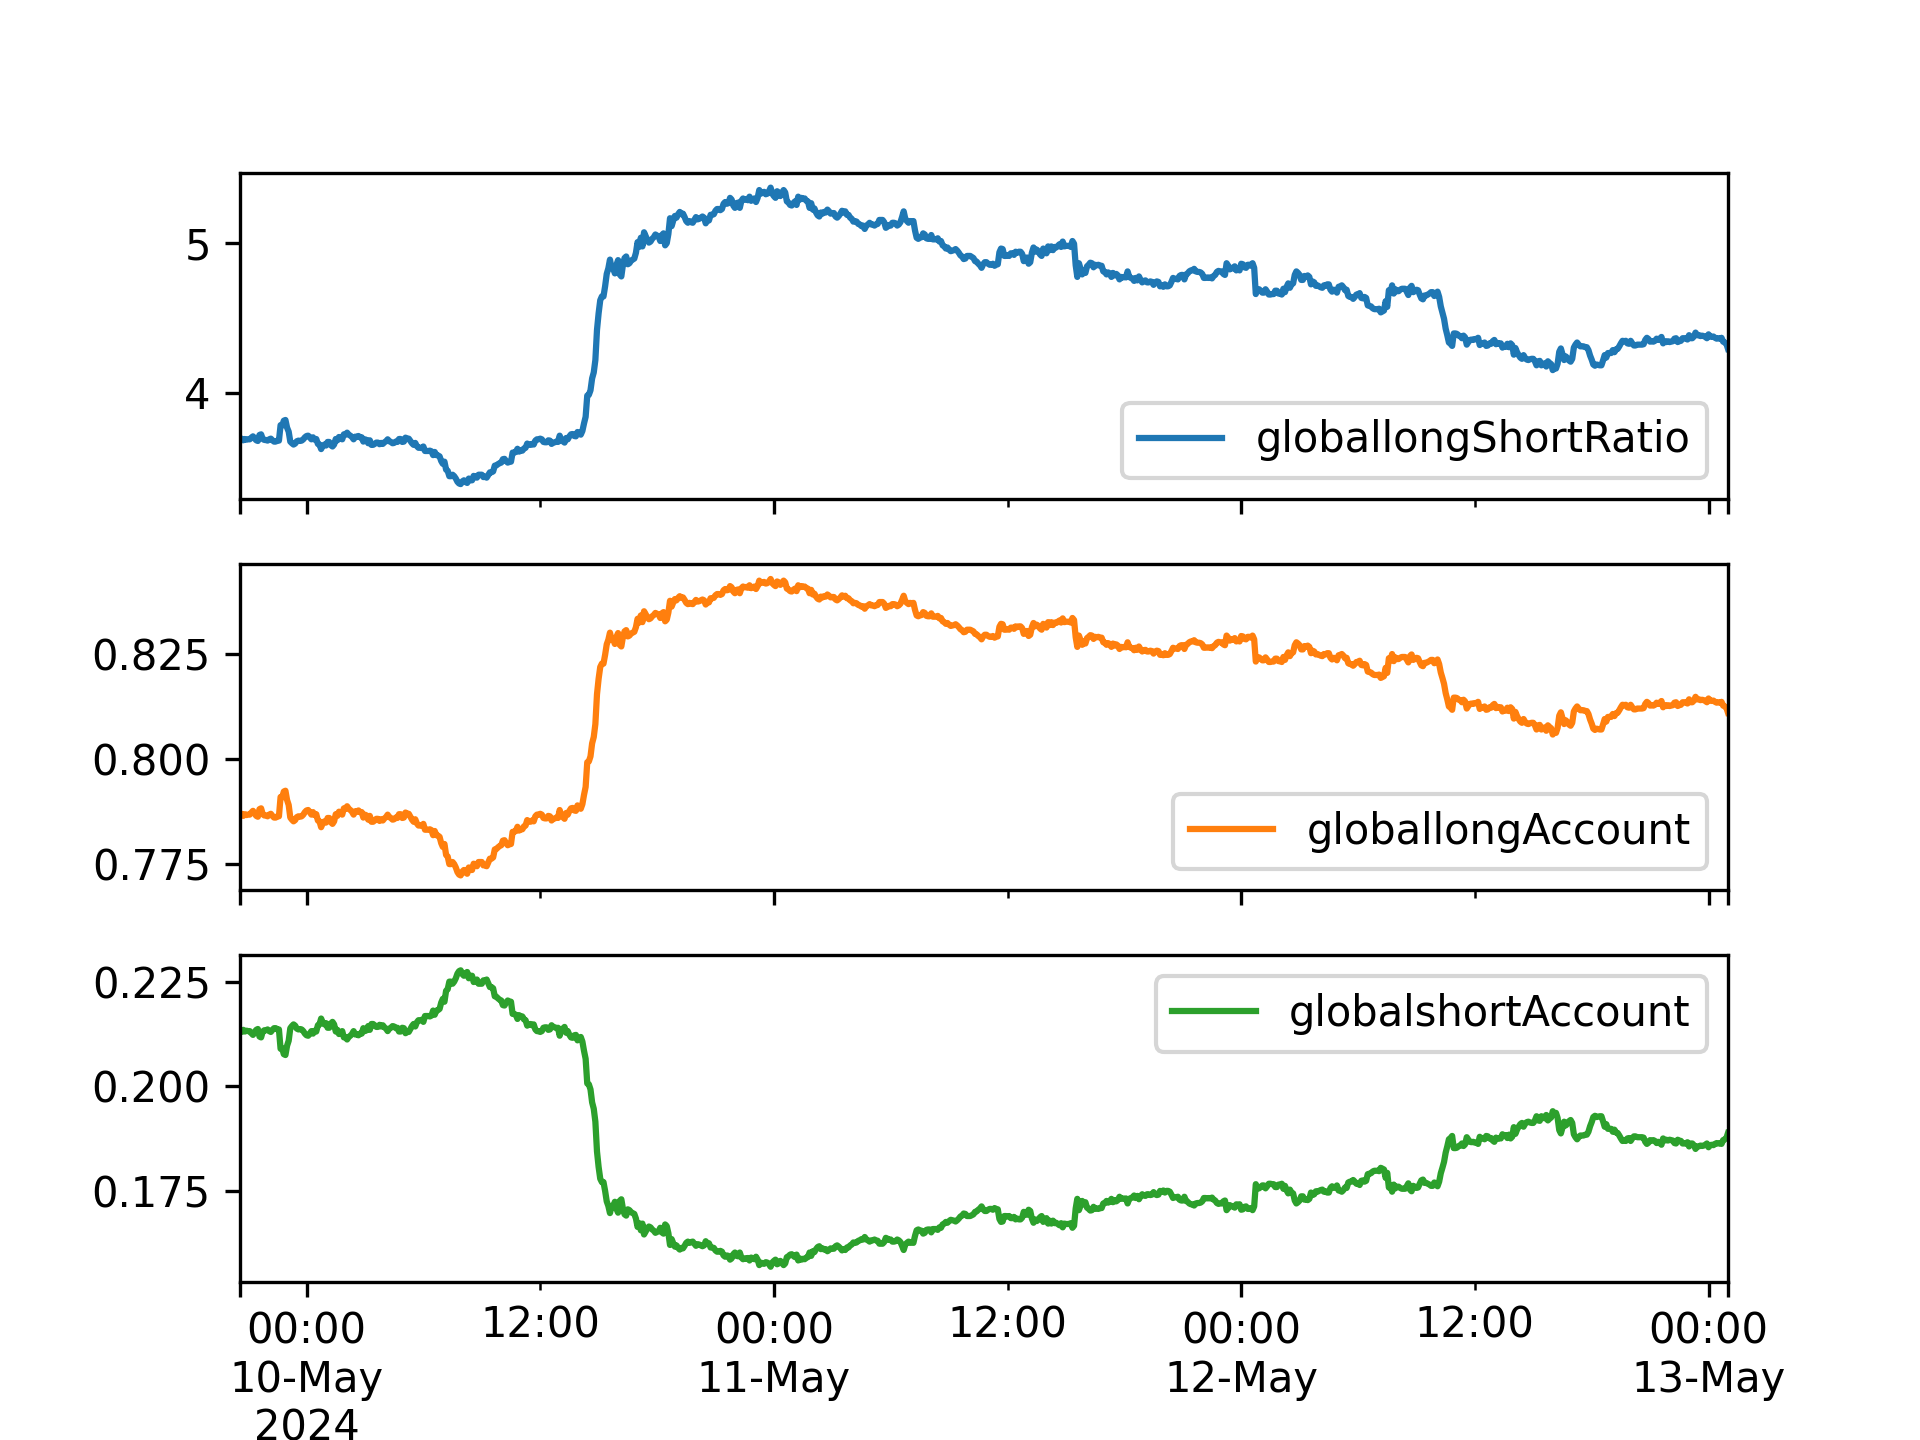 5
4
globallongShortRatio
0.825
0.800
0.775
globallongAccount
0.225
0.200
0.175
globalshortAccount
00:00 12:00 00:00 12:00 00:00 12:00 00:00
10-May 11-May 12-May 13-May
2024